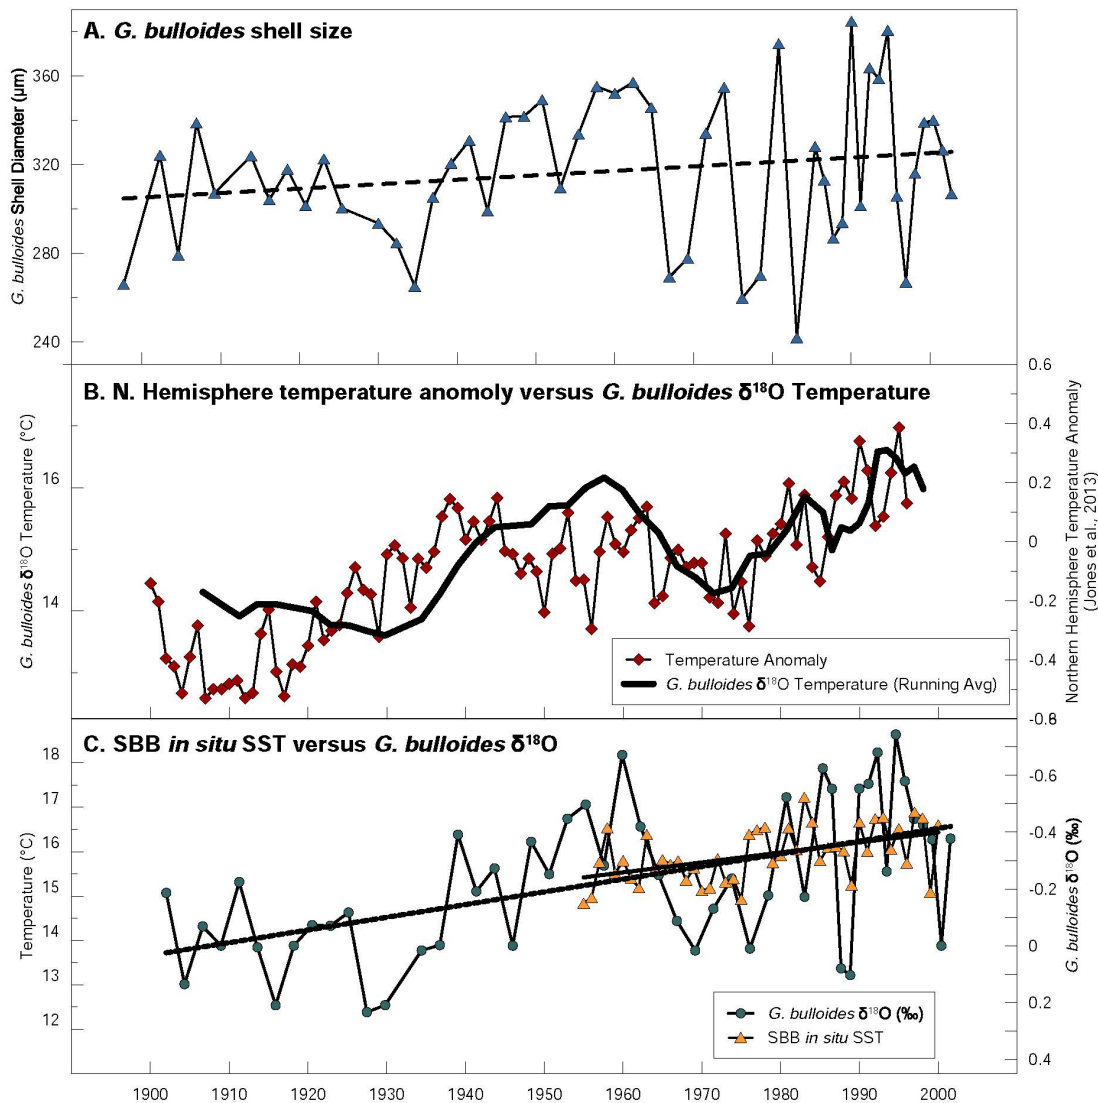 A. G. bulloides shell size
G. bulloides Shell Diameter (µm)
360
320
280
240
B. N. Hemisphere temperature anomoly versus G. bulloides δ¹⁸O Temperature
G. bulloides δ¹⁸O Temperature (°C)
16
14
0.6
0.4
0.2
0
-0.2
-0.4
-0.6
Northern Hemisphere Temperature Anomaly
(Jones et al., 2013)
Temperature Anomaly
G. bulloides δ¹⁸O Temperature (Running Avg)
C. SBB in situ SST versus G. bulloides δ¹⁸O
Temperature (°C)
18
17
16
15
14
13
12
-0.8
-0.6
-0.4
-0.2
0
0.2
0.4
G. bulloides δ¹⁸O (‰)
G. bulloides δ¹⁸O (‰)
SBB in situ SST
1900
1910
1920
1930
1940
1950
1960
1970
1980
1990
2000